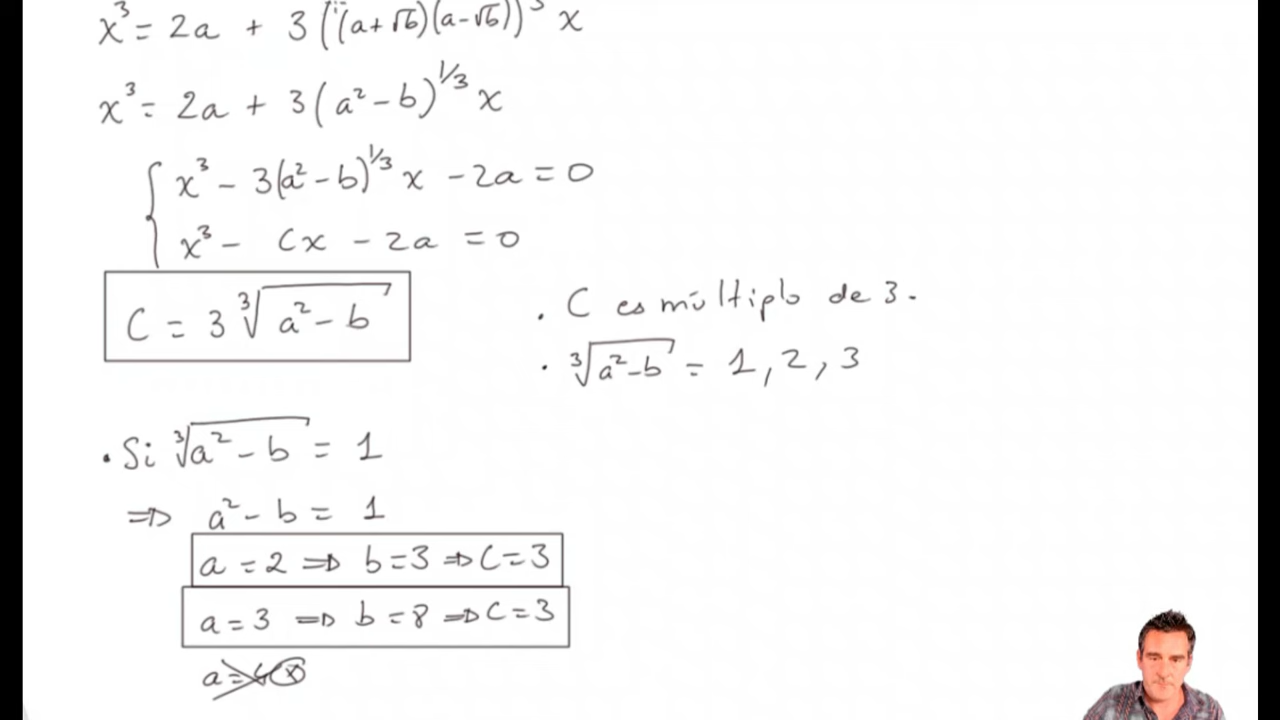 x³ = 2a + 3((a+√b)(a-√b))^1/3 x
x³ = 2a + 3(a²-b)^1/3 x
x³ - 3(a²-b)^1/3 x - 2a = 0
x³ - Cx - 2a = 0
C = 3 ∛(a²-b)
. C es múltiplo de 3.
. ∛(a²-b) = 1, 2, 3
. Si ∛(a²-b) = 1
⇒ a²-b = 1
a = 2 ⇒ b = 3 ⇒ C = 3
a = 3 ⇒ b = 8 ⇒ C = 3